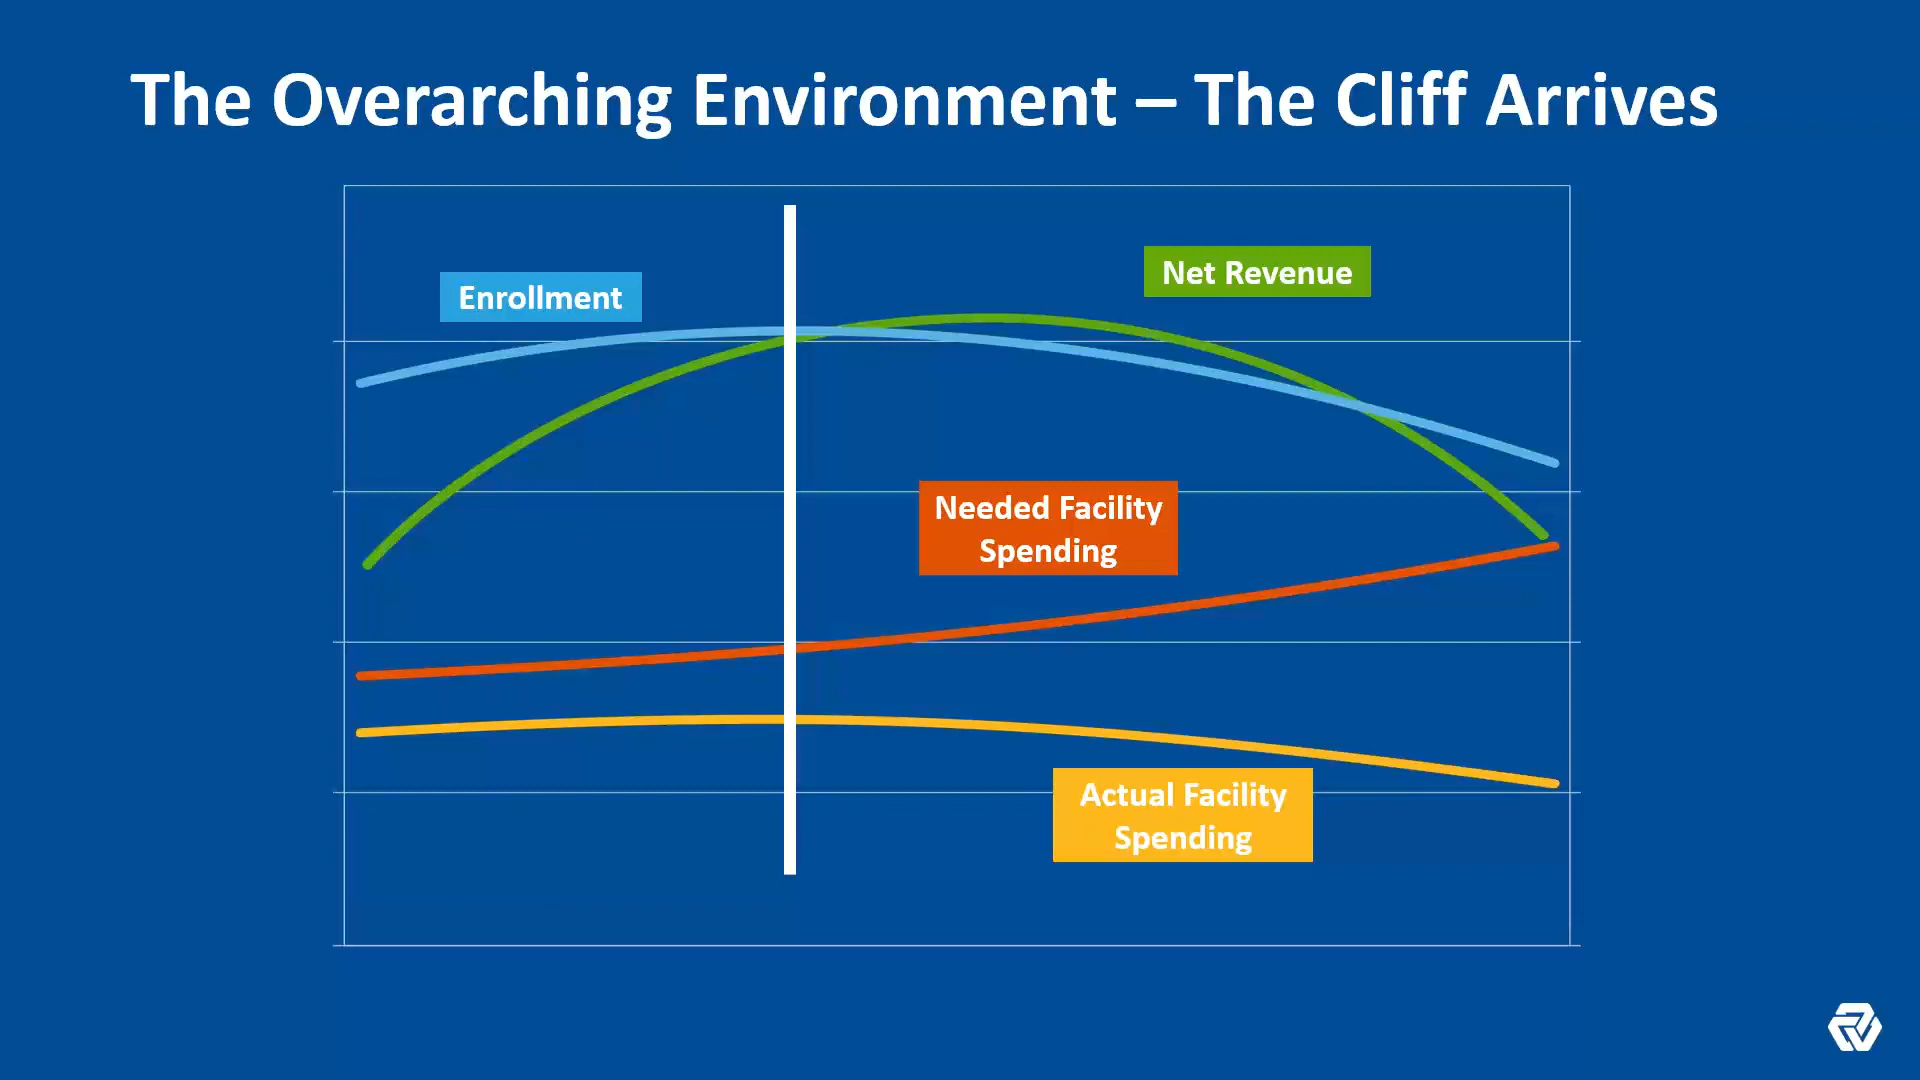 The Overarching Environment – The Cliff Arrives
Net Revenue
Enrollment
Needed Facility
Spending
Actual Facility
Spending